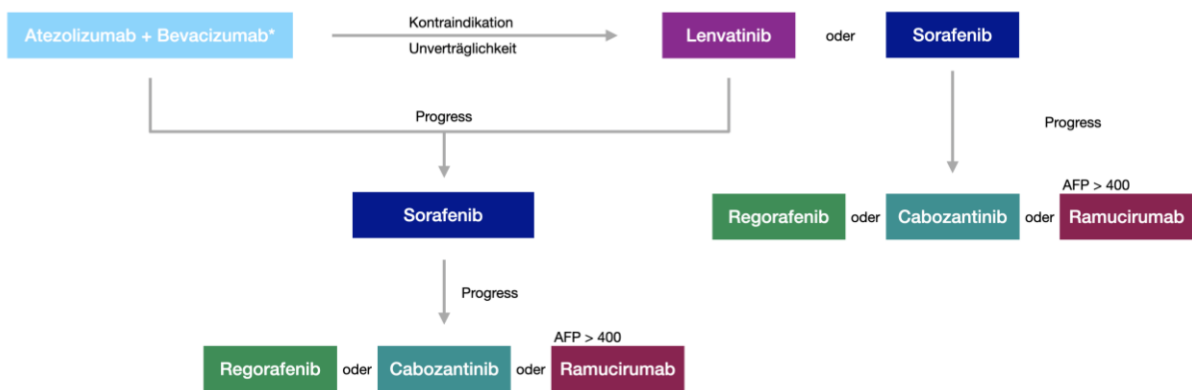 Atezolizumab + Bevacizumab*
Kontraindikation
Unverträglichkeit
Lenvatinib oder Sorafenib
Progress
Progress
AFP > 400
Regorafenib oder Cabozantinib oder Ramucirumab
Sorafenib
Progress
AFP > 400
Regorafenib oder Cabozantinib oder Ramucirumab